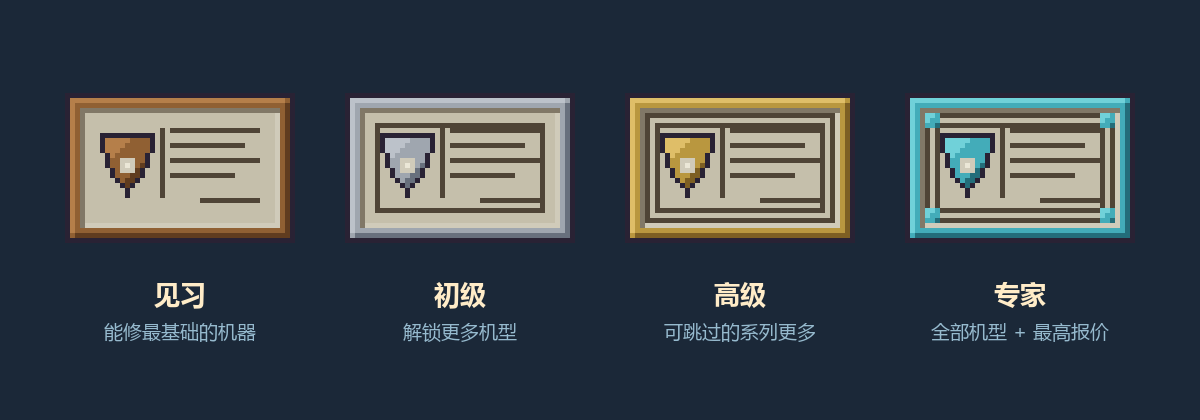 见习
能修最基础的机器
初级
解锁更多机型
高级
可跳过的系列更多
专家
全部机型 + 最高报价